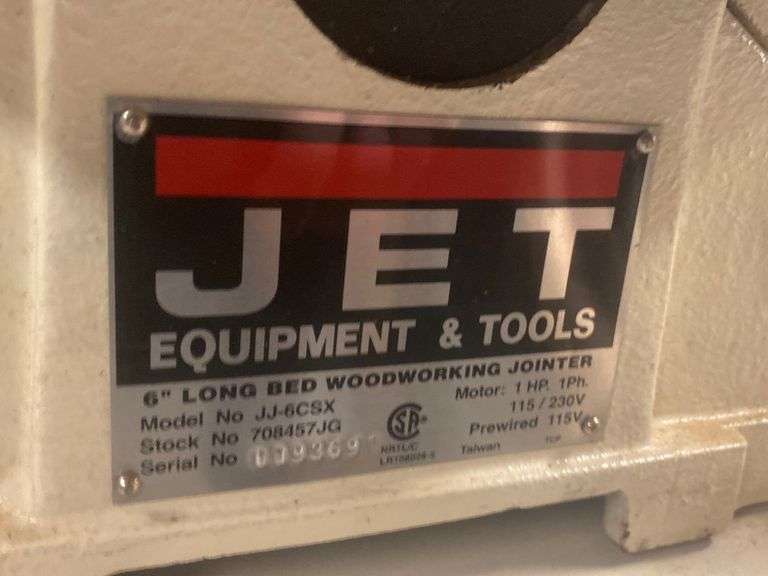 JET
EQUIPMENT & TOOLS
6" LONG BED WOODWORKING JOINTER
Model No JJ-6CSX
Stock No 708457JG
Serial No
Motor: 1 HP, 1Ph.
115/230V
Prewired 115V
NRTL/C
Taiwan